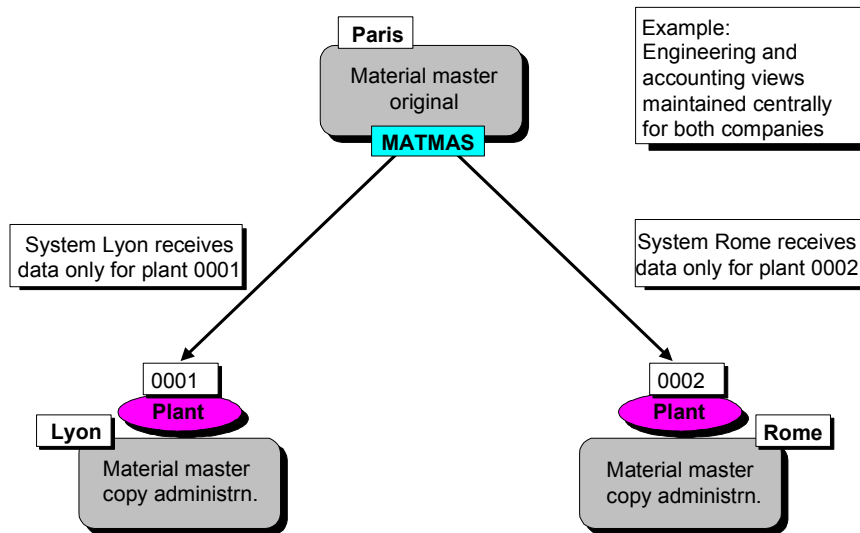 Paris
Material master
original
MATMAS
Example:
Engineering and
accounting views
maintained centrally
for both companies
System Lyon receives
data only for plant 0001
System Rome receives
data only for plant 0002
0001
Plant
Lyon
Material master
copy administrn.
0002
Plant
Rome
Material master
copy administrn.